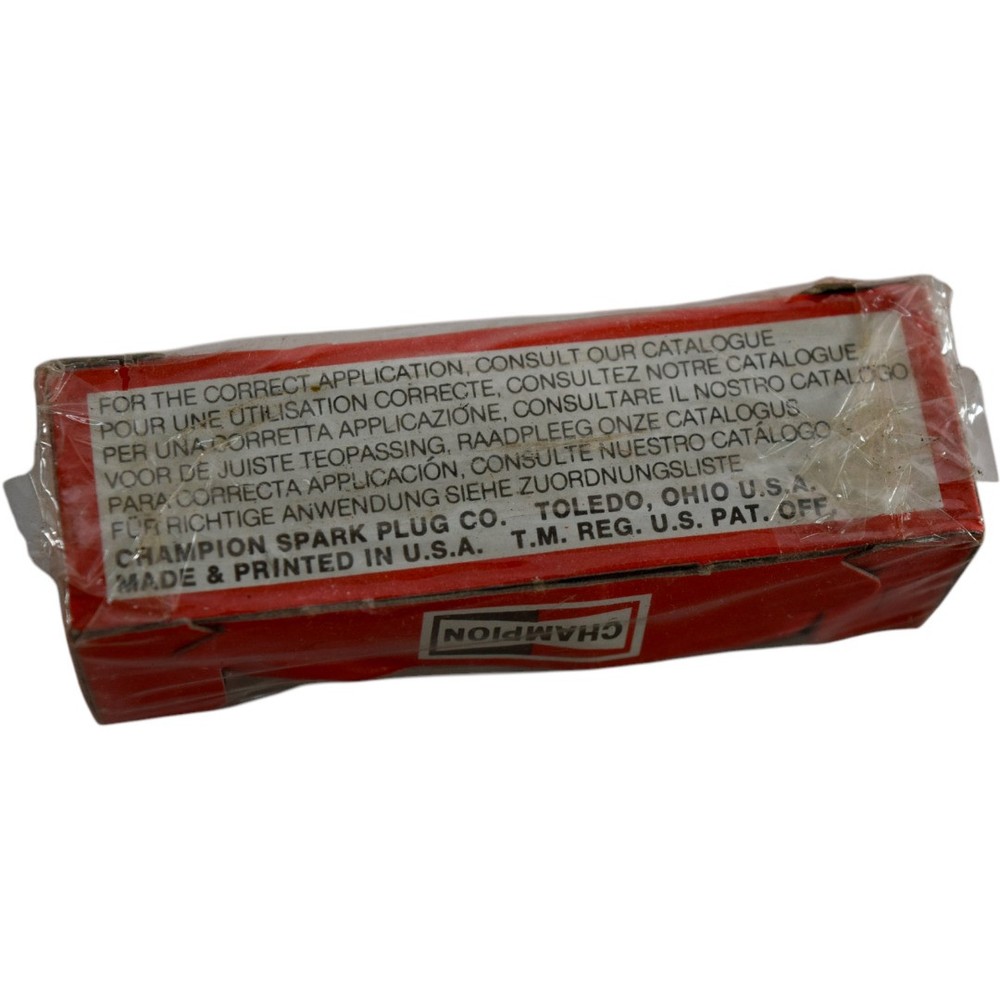 FOR THE CORRECT APPLICATION, CONSULT OUR CATALOGUE
POUR UNE UTILISATION CORRECTE, CONSULTEZ NOTRE CATALOGUE
PER UNA CORRETTA APPLICAZIONE, CONSULTARE IL NOSTRO CATALOGO
VOOR DE JUISTE TEOPASSING, RAADPLEEG ONZE CATALOGUS
PARA CORRECTA APPLICACIÓN, CONSULTE NUESTRO CATÁLOGO
FÜR RICHTIGE ANWENDUNG SIEHE ZUORDNUNGSLISTE
CHAMPION SPARK PLUG CO. TOLEDO, OHIO U.S.A.
MADE & PRINTED IN U.S.A. T.M. REG. U.S. PAT. OFF.
CHAMPION